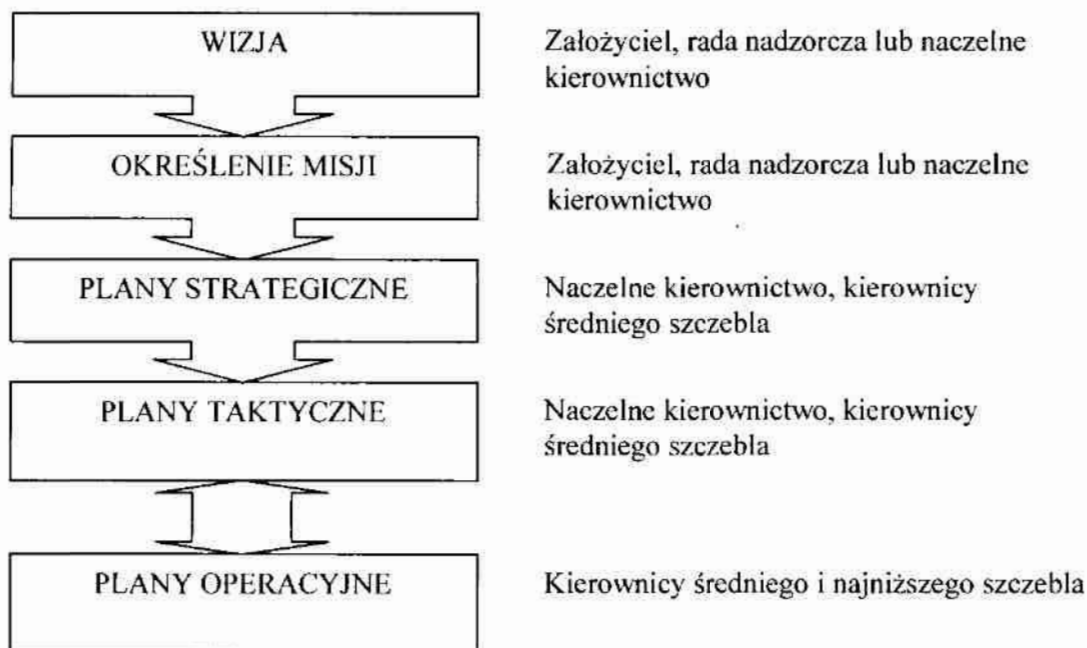 WIZJA
Założyciel, rada nadzorcza lub naczelne
kierownictwo
OKREŚLENIE MISJI
Założyciel, rada nadzorcza lub naczelne
kierownictwo
PLANY STRATEGICZNE
Naczelne kierownictwo, kierownicy
średniego szczebla
PLANY TAKTYCZNE
Naczelne kierownictwo, kierownicy
średniego szczebla
PLANY OPERACYJNE
Kierownicy średniego i najniższego szczebla